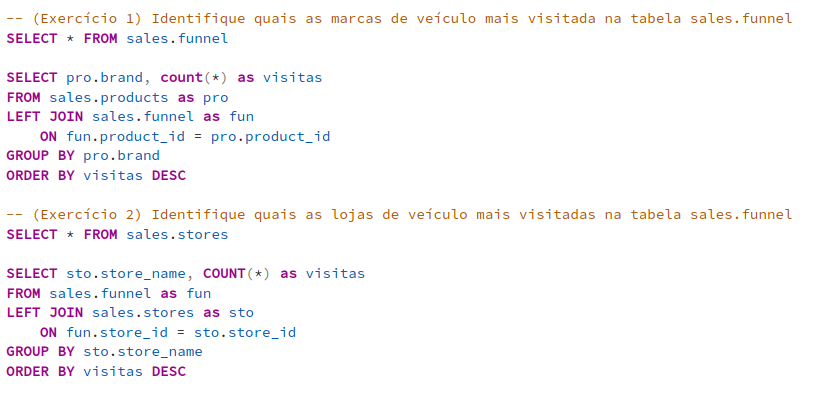 -- (Exercício 1) Identifique quais as marcas de veículo mais visitada na tabela sales.funnel
SELECT * FROM sales.funnel
SELECT pro.brand, count(*) as visitas
FROM sales.products as pro
LEFT JOIN sales.funnel as fun
ON fun.product_id = pro.product_id
GROUP BY pro.brand
ORDER BY visitas DESC
-- (Exercício 2) Identifique quais as lojas de veículo mais visitadas na tabela sales.funnel
SELECT * FROM sales.stores
SELECT sto.store_name, COUNT(*) as visitas
FROM sales.funnel as fun
LEFT JOIN sales.stores as sto
ON fun.store_id = sto.store_id
GROUP BY sto.store_name
ORDER BY visitas DESC